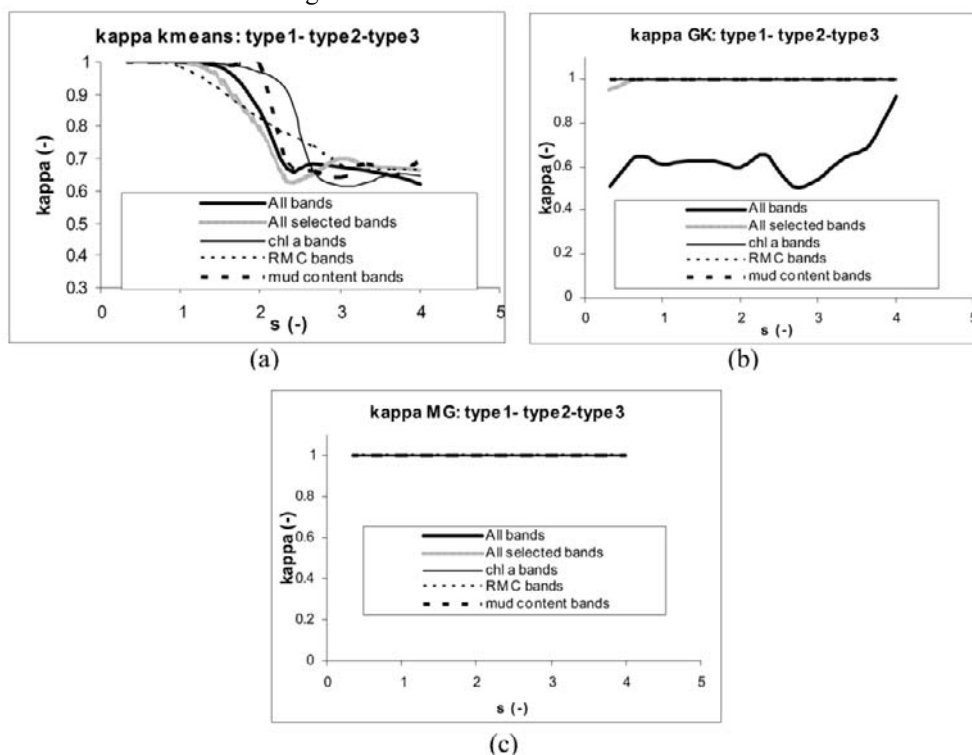 kappa kmeans: type1- type2-type3
1
0.9
0.8
0.7
0.6
0.5
0.4
0.3
kappa (-)
All bands
All selected bands
chl a bands
RMC bands
mud content bands
0 1 2 3 4 5
s (-)
(a)
kappa GK: type1- type2-type3
1
0.8
0.6
0.4
0.2
0
kappa (-)
All bands
All selected bands
chl a bands
RMC bands
mud content bands
0 1 2 3 4 5
s (-)
(b)
kappa MG: type1- type2-type3
1
0.8
0.6
0.4
0.2
0
kappa (-)
All bands
All selected bands
chl a bands
RMC bands
mud content bands
0 1 2 3 4 5
s (-)
(c)